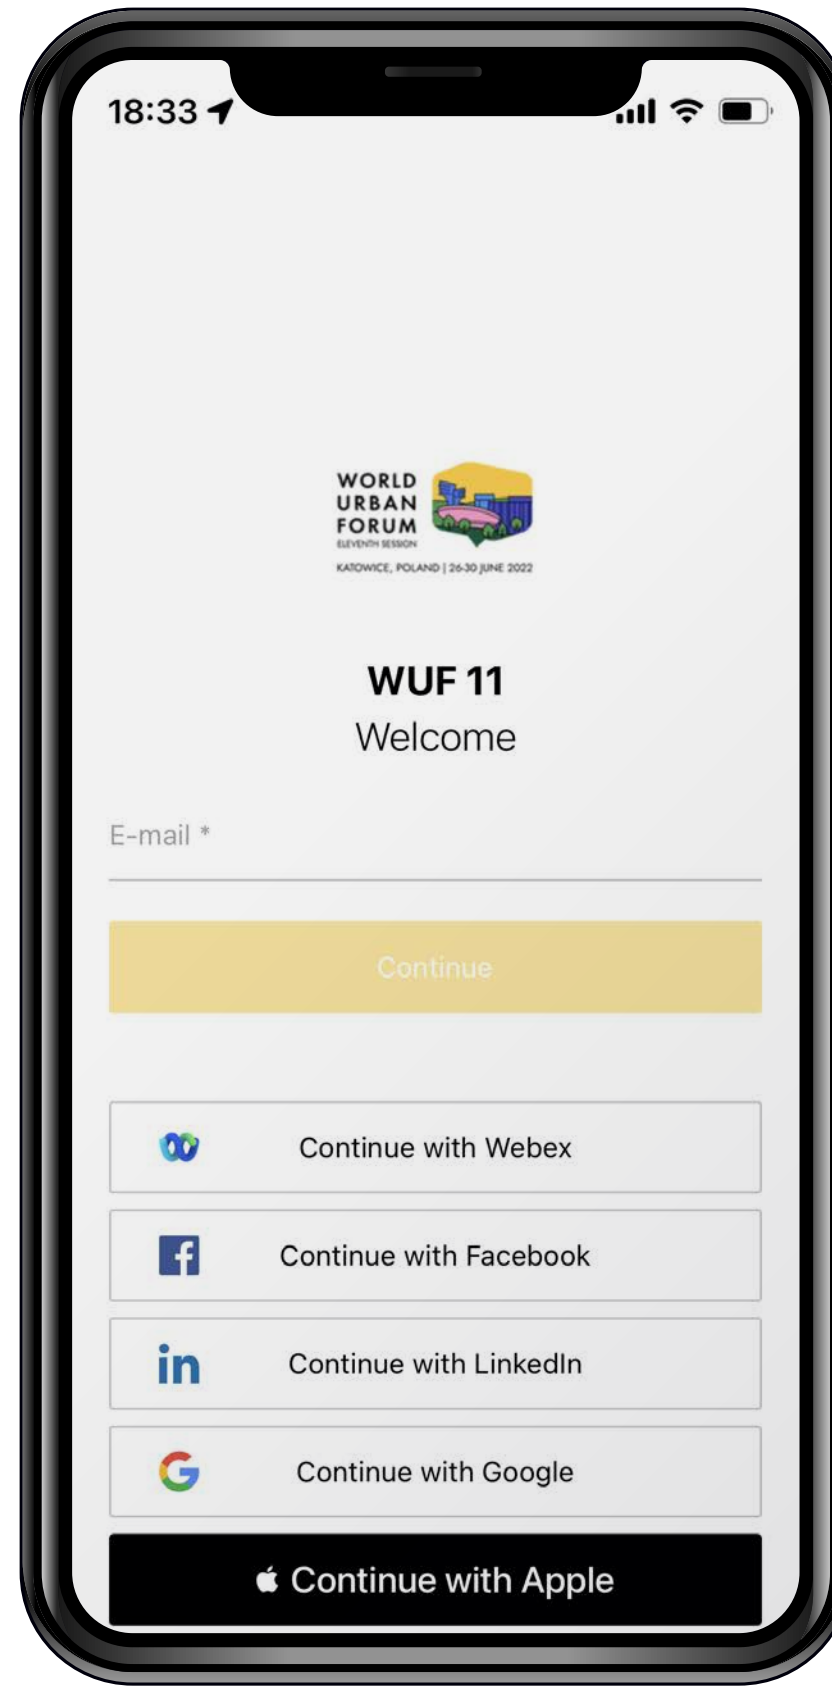 18:33
WORLD
URBAN
FORUM
ELEVENTH SESSION
KATOWICE, POLAND | 26-30 JUNE 2022
WUF 11
Welcome
E-mail *
Continue
Continue with Webex
Continue with Facebook
in
Continue with LinkedIn
Continue with Google
Continue with Apple